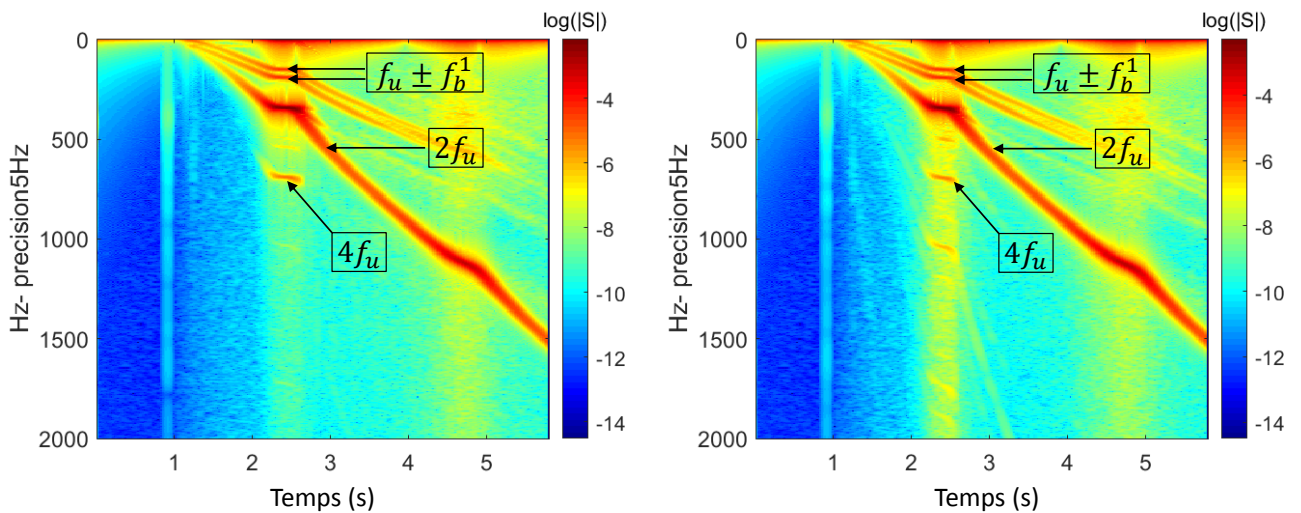 log(|S|)
0
500
1000
1500
2000
Hz- precision5Hz
1 2 3 4 5
Temps (s)
-4
-6
-8
-10
-12
-14
f_u ± f_b^1
2f_u
4f_u
log(|S|)
0
500
1000
1500
2000
Hz- precision5Hz
1 2 3 4 5
Temps (s)
-4
-6
-8
-10
-12
-14
f_u ± f_b^1
2f_u
4f_u